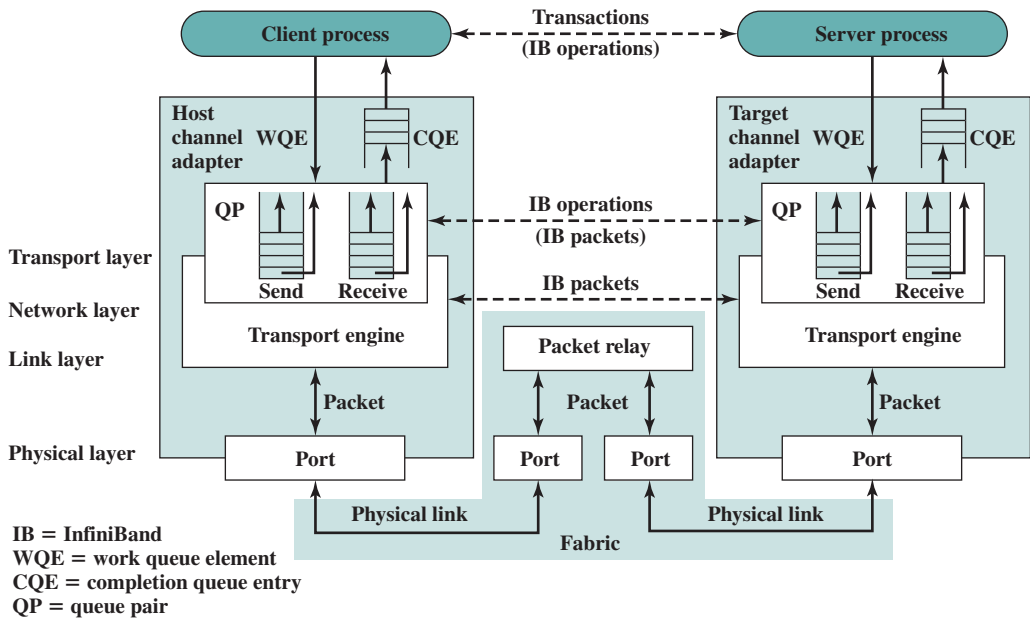 Client process
Transactions
(IB operations)
Server process
Host
channel
adapter
WQE
CQE
Target
channel
adapter
WQE
CQE
QP
IB operations
(IB packets)
QP
Transport layer
Send
Receive
IB packets
Send
Receive
Network layer
Transport engine
Packet relay
Transport engine
Link layer
Packet
Packet
Packet
Physical layer
Port
Port
Port
Port
Physical link
Physical link
Fabric
IB = InfiniBand
WQE = work queue element
CQE = completion queue entry
QP = queue pair